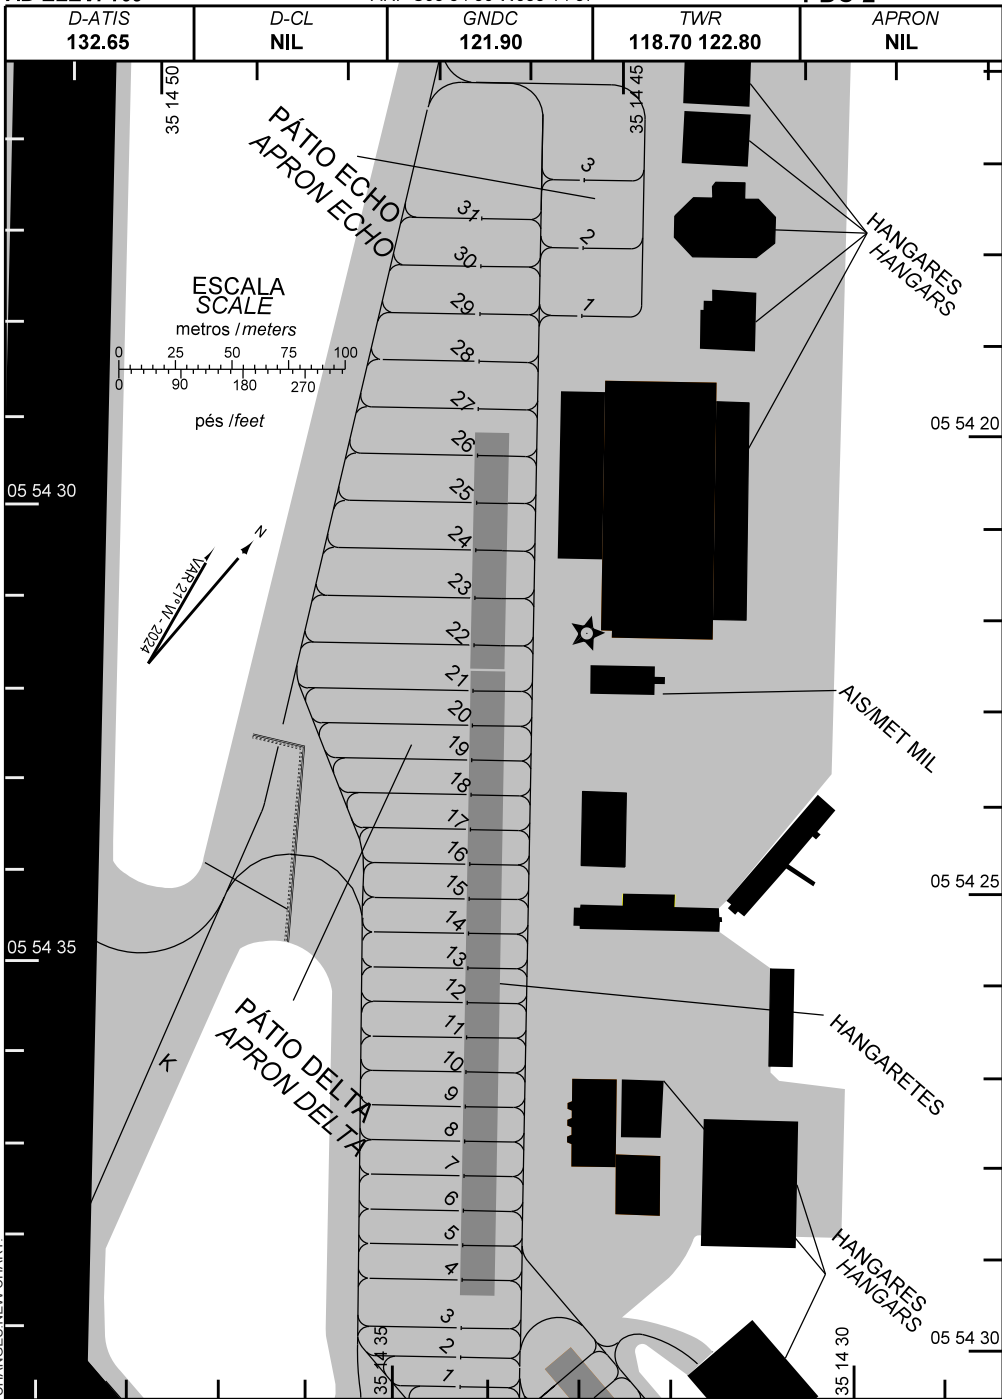 D-ATIS
132.65
D-CL
NIL
GNDC
121.90
TWR
118.70 122.80
APRON
NIL
35 14 50
35 14 45
PÁTIO ECHO
APRON ECHO
3
2
1
HANGARES
HANGARS
ESCALA
SCALE
metros /meters
0 25 50 75 100
0 90 180 270
pés /feet
31
30
29
28
27
26
25
24
23
22
21
20
19
18
17
16
15
14
13
12
11
10
9
8
7
6
5
4
3
2
1
05 54 20
05 54 30
N
VAR 21° W - 2024
AIS/MET MIL
05 54 25
05 54 35
PÁTIO DELTA
APRON DELTA
K
HANGARETES
HANGARES
HANGARS
35 14 35
35 14 30
05 54 30